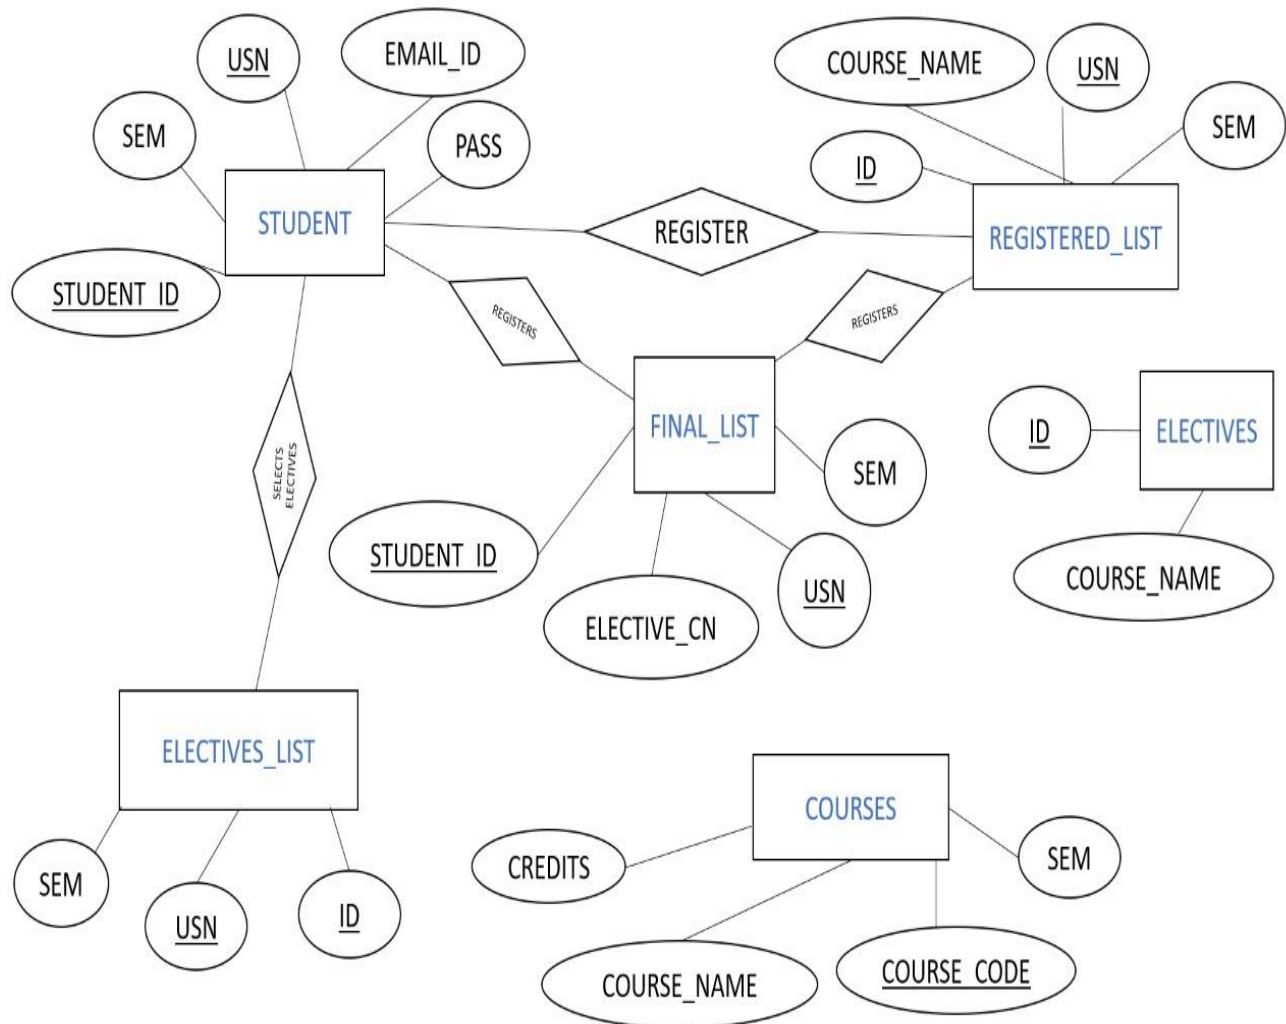 USN
EMAIL_ID
COURSE_NAME
USN
SEM
PASS
SEM
ID
STUDENT
REGISTER
REGISTERED_LIST
STUDENT_ID
REGISTERS
REGISTERS
FINAL_LIST
ID
ELECTIVES
SELECTS
ELECTIVES
SEM
STUDENT_ID
COURSE_NAME
USN
ELECTIVE_CN
ELECTIVES_LIST
COURSES
CREDITS
SEM
SEM
USN
ID
COURSE_NAME
COURSE_CODE